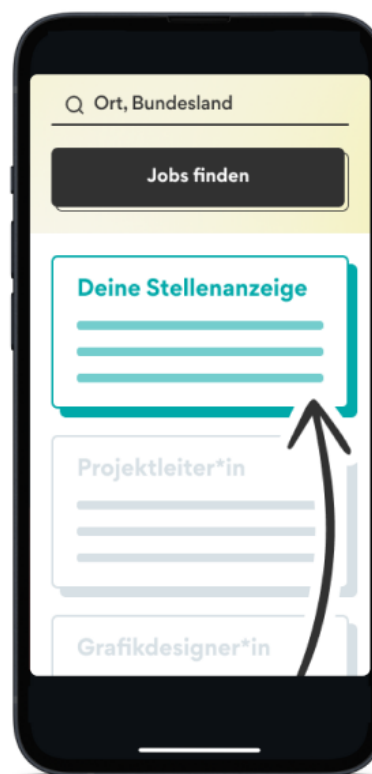 Ort, Bundesland
Jobs finden
Deine Stellenanzeige
Projektleiter*in
Grafikdesigner*in